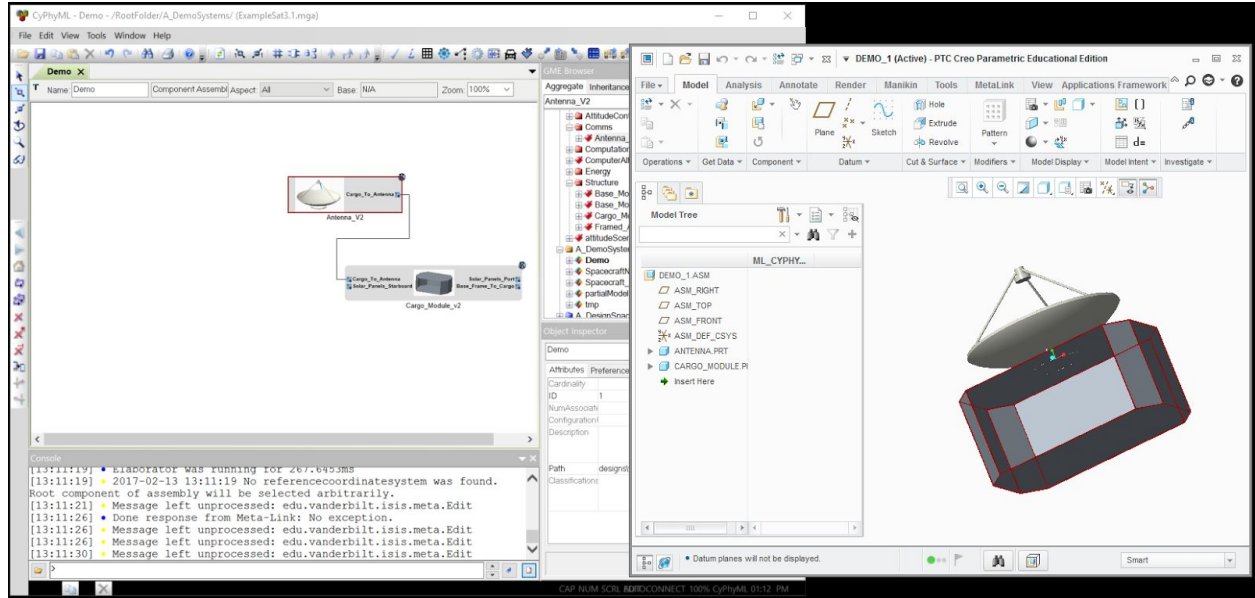 CyPhyML - Demo - /RootFolder/A_DemoSystems/ (ExampleSat3.1.mga)
File Edit View Tools Window Help
Demo X
Name: Demo Component Assembl Aspect: All Base: N/A Zoom: 100%
Cargo_To_Antenna
Antenna_V2
Cargo_To_Antenna Solar_Panels_Port
Solar_Panels_Starboard Base_Frame_To_Cargo
Cargo_Module_v2
GME Browser
Aggregate Inheritance
Antenna_V2
AttitudeCont
Comms
Antenna_
Computation
ComputerAlt
Energy
Structure
Base_Mo
Base_Mo
Cargo_Mo
Framed_A
attitudeScen
A_DemoSystem
Demo
SpacecraftN
Spacecraft_
partialModel
tmp
A_DesignSpac
Object Inspector
Demo
Attributes Preference
Cardinality
ID 1
NumAssociate
Configuration
Description
Path designs\
Classifications
Console
[13:11:19] • Elaborator was running for 267.6453ms
[13:11:19] • 2017-02-13 13:11:19 No referencecoordinatesystem was found.
Root component of assembly will be selected arbitrarily.
[13:11:21] • Message left unprocessed: edu.vanderbilt.isis.meta.Edit
[13:11:26] • Done response from Meta-Link: No exception.
[13:11:26] • Message left unprocessed: edu.vanderbilt.isis.meta.Edit
[13:11:26] • Message left unprocessed: edu.vanderbilt.isis.meta.Edit
[13:11:30] • Message left unprocessed: edu.vanderbilt.isis.meta.Edit
>
CAP NUM SCRL CONNECT 100% CyPhyML 01:12 PM
DEMO_1 (Active) - PTC Creo Parametric Educational Edition
File Model Analysis Annotate Render Manikin Tools MetaLink View Applications Framework
Plane Sketch Hole Extrude Revolve Pattern d=
Operations Get Data Component Datum Cut & Surface Modifiers Model Display Model Intent Investigate
Model Tree
ML_CYPHY...
DEMO_1.ASM
ASM_RIGHT
ASM_TOP
ASM_FRONT
ASM_DEF_CSYS
ANTENNA.PRT
CARGO_MODULE.P
Insert Here
• Datum planes will not be displayed.
Smart